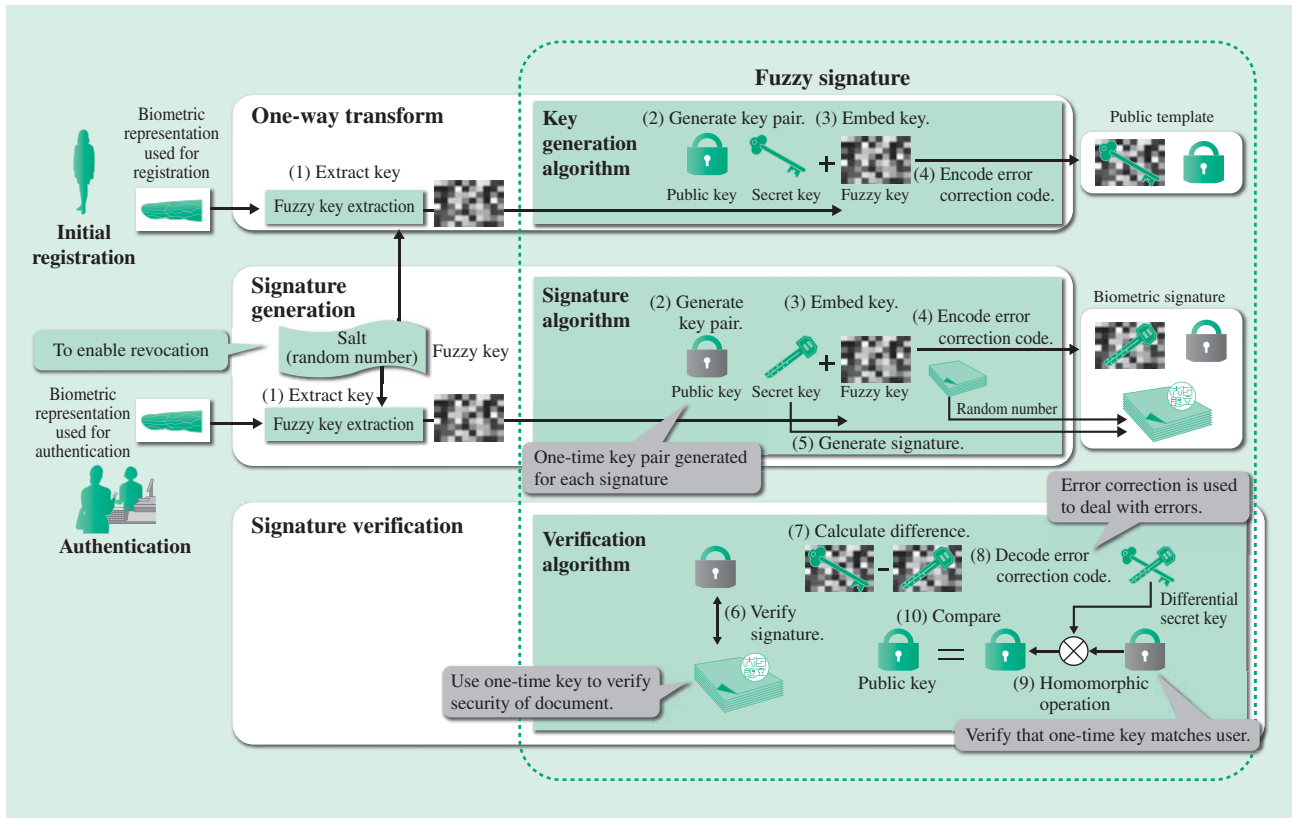 Fuzzy signature
One-way transform
Biometric
representation
used for
registration
(1) Extract key
Fuzzy key extraction
Initial
registration
Key
generation
algorithm
(2) Generate key pair.
(3) Embed key.
Public key
Secret key
Fuzzy key
(4) Encode error
correction code.
Public template
Signature
generation
To enable revocation
Salt
(random number)
Fuzzy key
Biometric
representation
used for
authentication
(1) Extract key
Fuzzy key extraction
Authentication
Signature
algorithm
(2) Generate
key pair.
(3) Embed key.
(4) Encode error
correction code.
Public key
Secret key
Fuzzy key
Random number
(5) Generate signature.
One-time key pair generated
for each signature
Biometric signature
Signature verification
Verification
algorithm
(6) Verify
signature.
Use one-time key to verify
security of document.
(7) Calculate difference.
(8) Decode error
correction code.
Error correction is used
to deal with errors.
Differential
secret key
(10) Compare
Public key
(9) Homomorphic
operation
Verify that one-time key matches user.